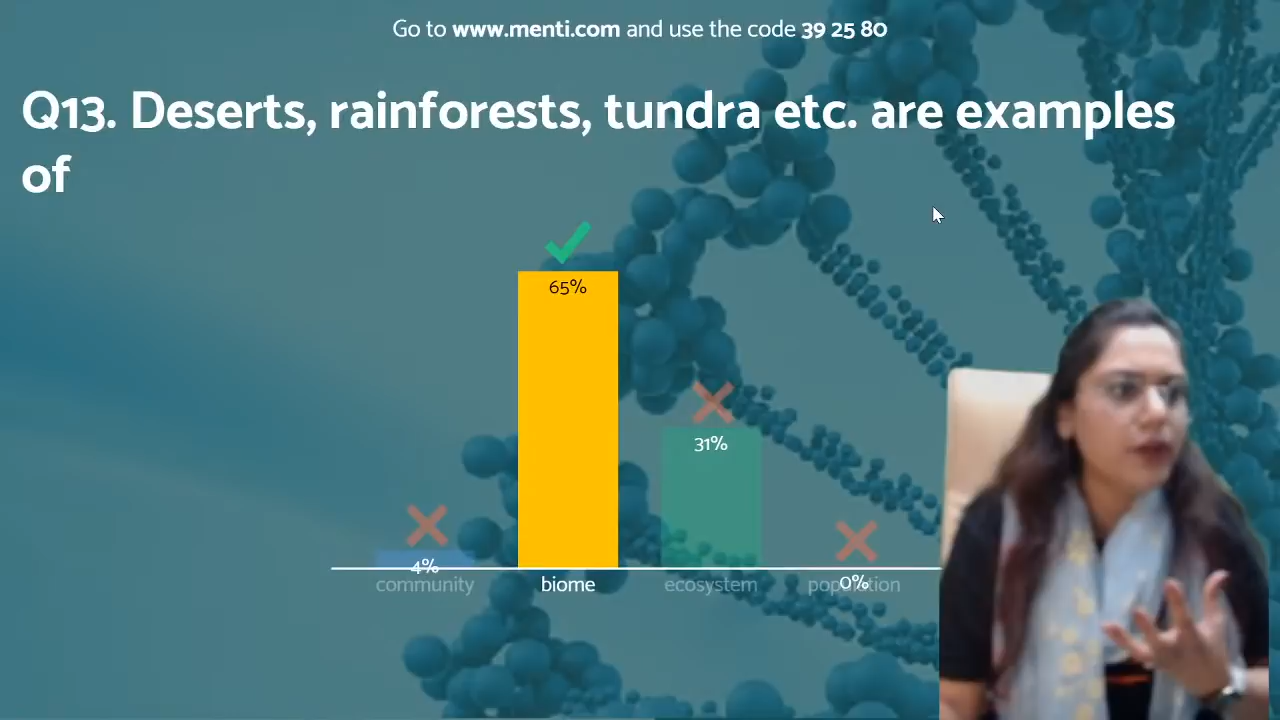 Go to www.menti.com and use the code 39 25 80
Q13. Deserts, rainforests, tundra etc. are examples
of
65%
31%
4%
0%
community biome ecosystem population